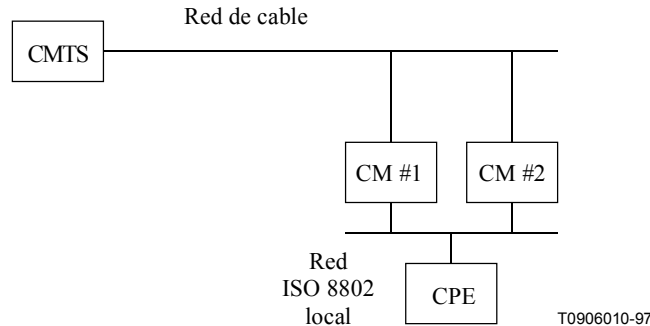 Red de cable
CMTS
CM #1
CM #2
Red
ISO 8802
local
CPE
T0906010-97